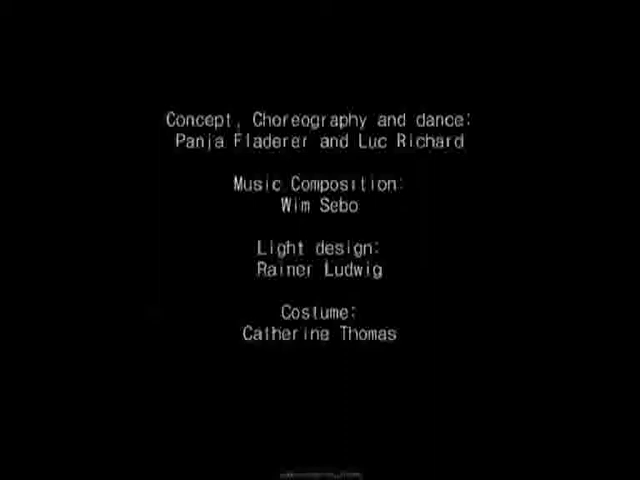 Concept, Choreography and dance:
Panja Fladerer and Luc Richard
Music Composition:
Wim Sebo
Light design:
Rainer Ludwig
Costume:
Catherine Thomas